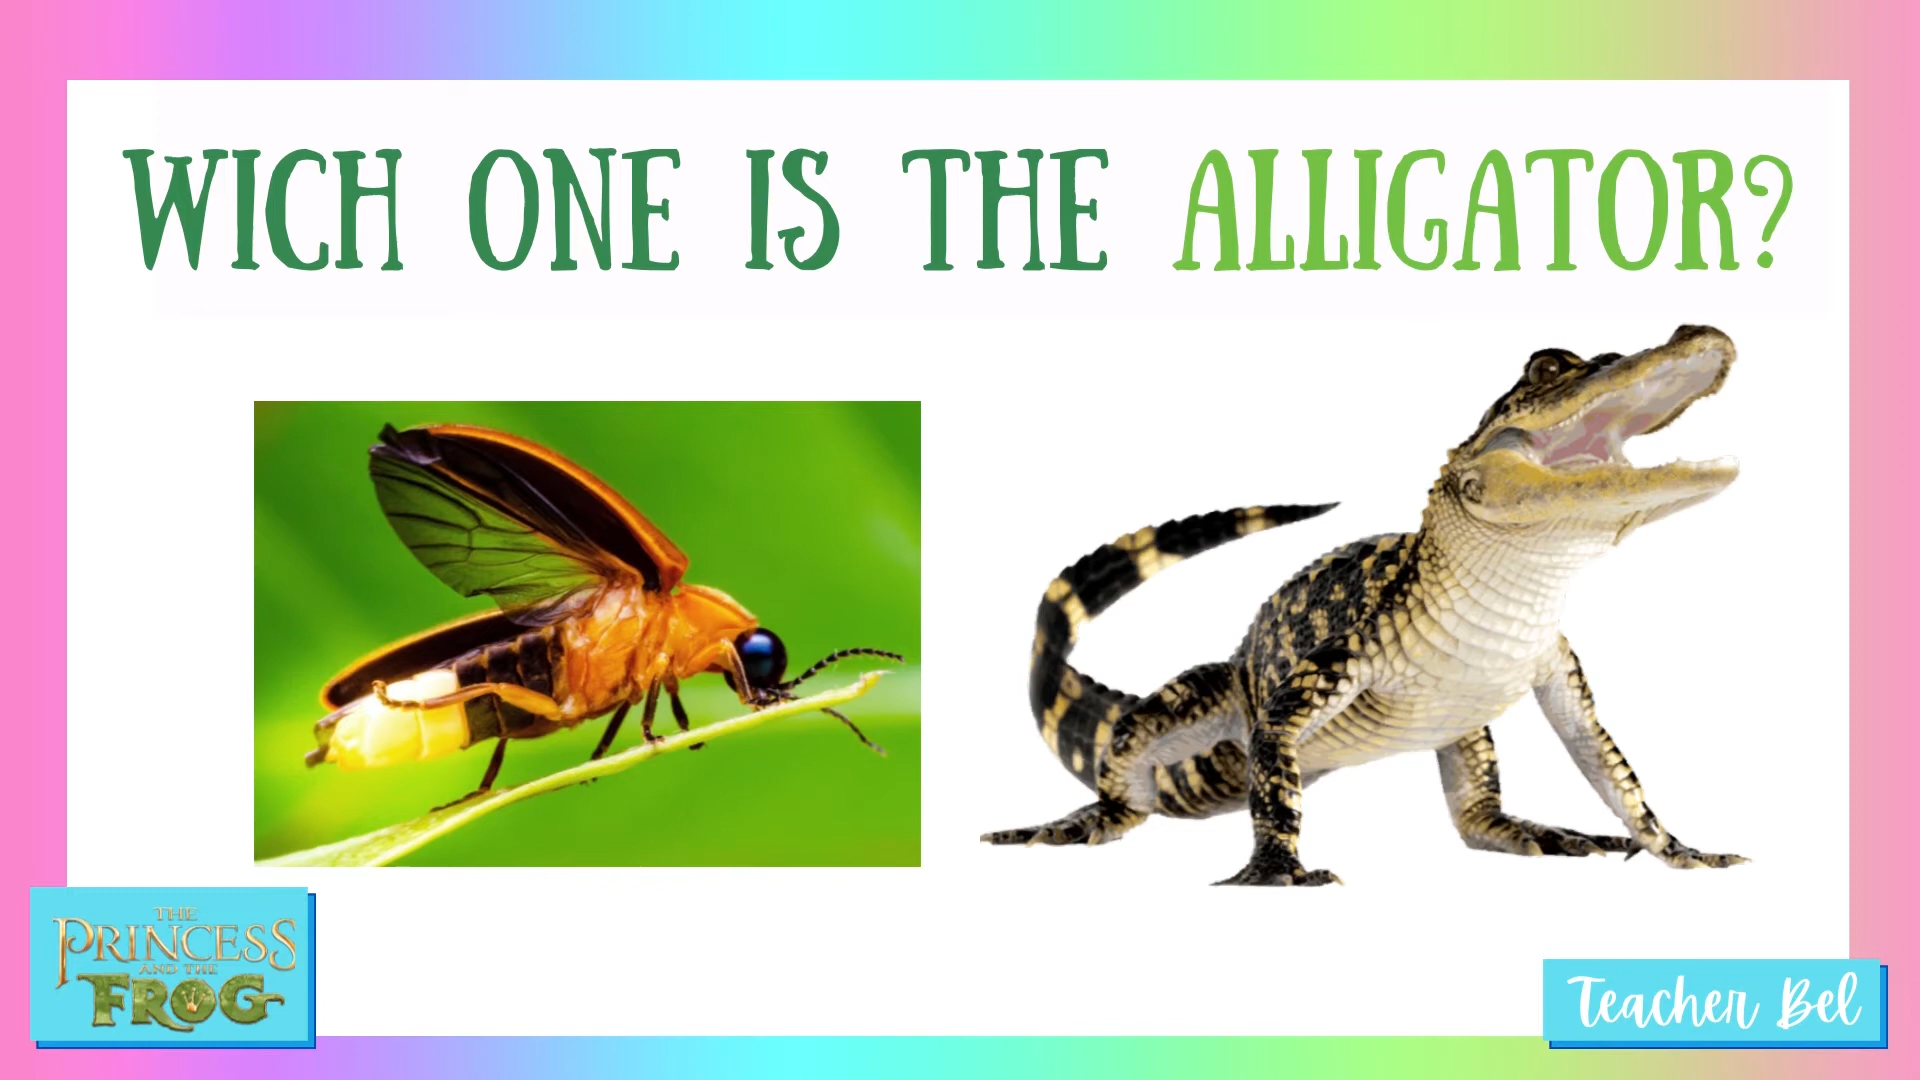 WICH ONE IS THE ALLIGATOR?
THE
PRINCESS
AND THE
FROG
Teacher Bel